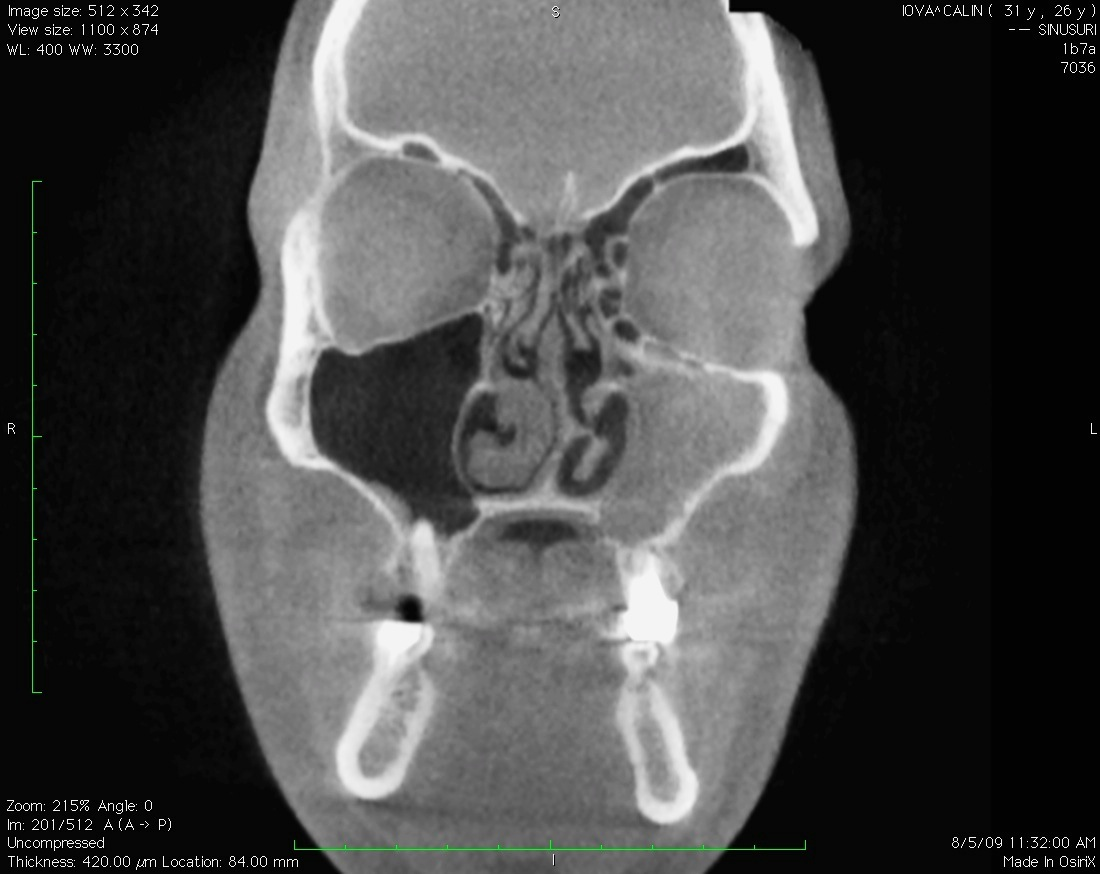 Image size: 512 x 342
View size: 1100 x 874
WL: 400 WW: 3300
S
IOVA^CALIN ( 31 y , 26 y )
-- SINUSURI
1b7a
7036
R
L
Zoom: 215% Angle: 0
Im: 201/512 A (A -> P)
Uncompressed
Thickness: 420.00 µm Location: 84.00 mm
I
8/5/09 11:32:00 AM
Made In OsiriX